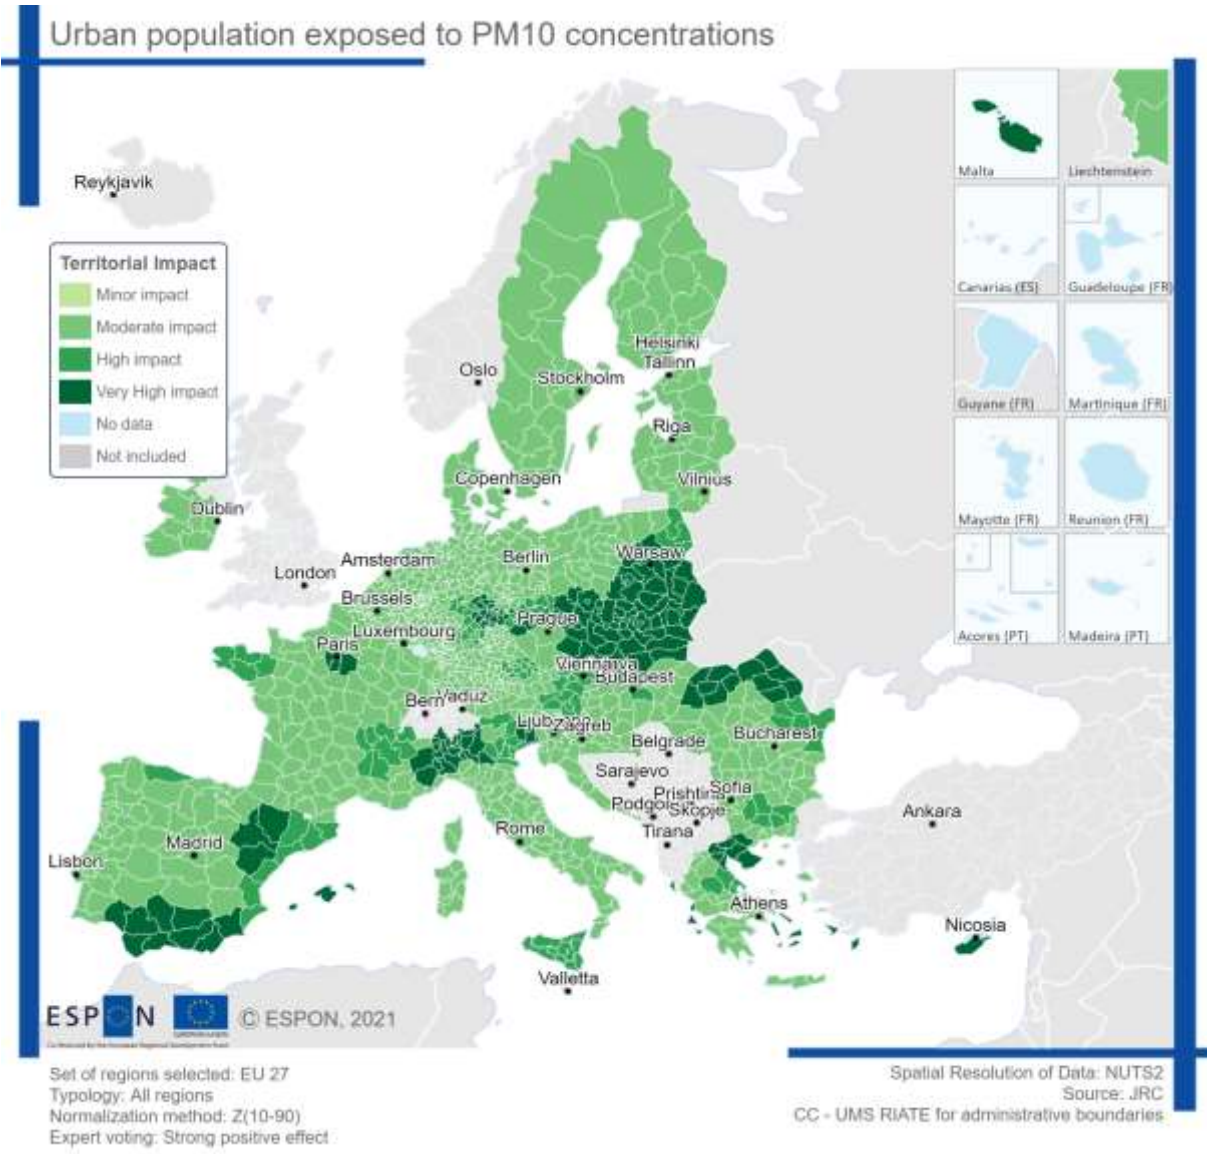 Urban population exposed to PM10 concentrations
Reykjavik
Malta
Liechtenstein
Territorial Impact
Minor impact
Moderate impact
High impact
Very High impact
No data
Not included
Canarias (ES)
Guadeloupe (FR)
Helsinki
Tallinn
Oslo
Stockholm
Guyane (FR)
Martinique (FR)
Riga
Copenhagen
Vilnius
Dublin
Mayotte (FR)
Reunion (FR)
Amsterdam
Berlin
Warsaw
London
Brussels
Prague
Paris
Luxembourg
Acores (PT)
Madeira (PT)
Vienna
Budapest
Bern
Vaduz
Zagreb
Belgrade
Bucharest
Sarajevo
Sofia
Skopje
Tirana
Ankara
Madrid
Rome
Lisbon
Athens
Nicosia
Valletta
ESPON
© ESPON, 2021
Set of regions selected: EU 27
Typology: All regions
Normalization method: Z(10-90)
Expert voting: Strong positive effect
Spatial Resolution of Data: NUTS2
Source: JRC
CC - UMS RIATE for administrative boundaries